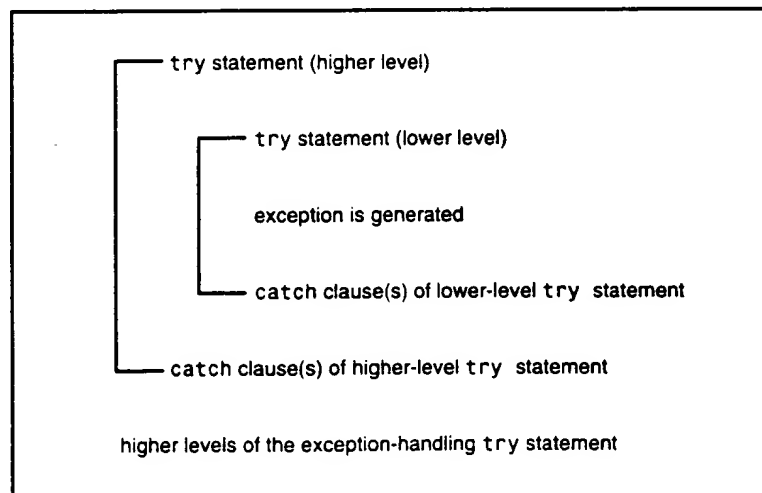 try statement (higher level)
try statement (lower level)
exception is generated
catch clause(s) of lower-level try statement
catch clause(s) of higher-level try statement
higher levels of the exception-handling try statement